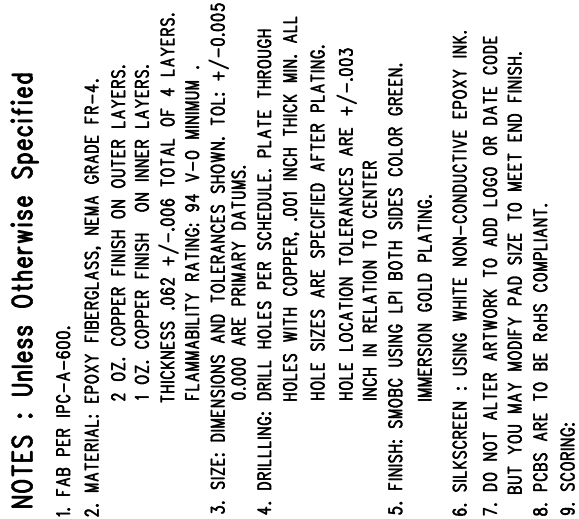 NOTES : Unless Otherwise Specified
1. FAB PER IPC-A-600.
2. MATERIAL: EPOXY FIBERGLASS, NEMA GRADE FR-4.
2 OZ. COPPER FINISH ON OUTER LAYERS.
1 OZ. COPPER FINISH ON INNER LAYERS.
THICKNESS .062 +/-.006 TOTAL OF 4 LAYERS.
FLAMMABILITY RATING: 94 V-O MINIMUM .
3. SIZE: DIMENSIONS AND TOLERANCES SHOWN. TOL: +/-0.005
0.000 ARE PRIMARY DATUMS.
4. DRILLLING: DRILL HOLES PER SCHEDULE. PLATE THROUGH
HOLES WITH COPPER, .001 INCH THICK MIN. ALL
HOLE SIZES ARE SPECIFIED AFTER PLATING.
HOLE LOCATION TOLERANCES ARE +/-.003
INCH IN RELATION TO CENTER
5. FINISH: SMOBC USING LPI BOTH SIDES COLOR GREEN.
IMMERSION GOLD PLATING.
6. SILKSCREEN : USING WHITE NON-CONDUCTIVE EPOXY INK.
7. DO NOT ALTER ARTWORK TO ADD LOGO OR DATE CODE
BUT YOU MAY MODIFY PAD SIZE TO MEET END FINISH.
8. PCBS ARE TO BE RoHS COMPLIANT.
9. SCORING: